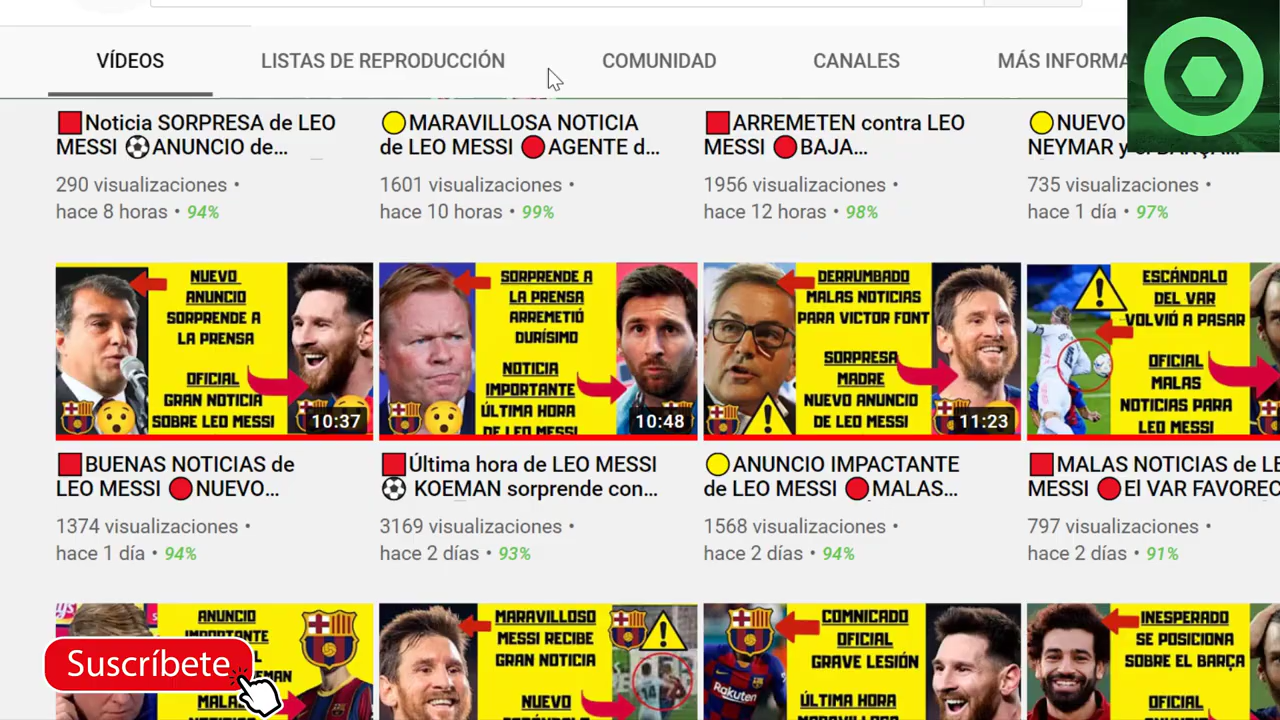 VÍDEOS LISTAS DE REPRODUCCIÓN COMUNIDAD CANALES MÁS INFORMA
Noticia SORPRESA de LEO
MESSI ⚽ANUNCIO de...
290 visualizaciones •
hace 8 horas • 94%
MARAVILLOSA NOTICIA
de LEO MESSI 🔴AGENTE d...
1601 visualizaciones •
hace 10 horas • 99%
ARREMETEN contra LEO
MESSI 🔴BAJA...
1956 visualizaciones •
hace 12 horas • 98%
NUEVO
NEYMAR y
735 visualizaciones •
hace 1 día • 97%
NUEVO
ANUNCIO
SORPRENDE A
LA PRENSA
OFICIAL
GRAN NOTICIA
SOBRE LEO MESSI
10:37
SORPRENDE A
LA PRENSA
ARREMETIÓ
DURÍSIMO
NOTICIA
IMPORTANTE
ÚLTIMA HORA
DE LEO MESSI
10:48
DERRUMBADO
MALAS NOTICIAS
PARA VICTOR FONT
SORPRESA
MADRE
NUEVO ANUNCIO
DE LEO MESSI
11:23
ESCÁNDALO
DEL VAR
VOLVIÓ A PASAR
OFICIAL
MALAS
NOTICIAS PARA
LEO MESSI
🟥BUENAS NOTICIAS de
LEO MESSI 🔴NUEVO...
1374 visualizaciones •
hace 1 día • 94%
🟥Última hora de LEO MESSI
⚽ KOEMAN sorprende con...
3169 visualizaciones •
hace 2 días • 93%
🟡ANUNCIO IMPACTANTE
de LEO MESSI 🔴MALAS...
1568 visualizaciones •
hace 2 días • 94%
🟥MALAS NOTICIAS de LE
MESSI 🔴El VAR FAVOREC
797 visualizaciones •
hace 2 días • 91%
ANUNCIO
IMPORTANTE
EMAN
MALAS
Suscríbete
MARAVILLOSO
MESSI RECIBE
GRAN NOTICIA
NUEVO
COMNICADO
OFICIAL
GRAVE LESIÓN
ÚLTIMA HORA
Rakuten
INESPERADO
SE POSICIONA
SOBRE EL BARÇA
OFICIAL